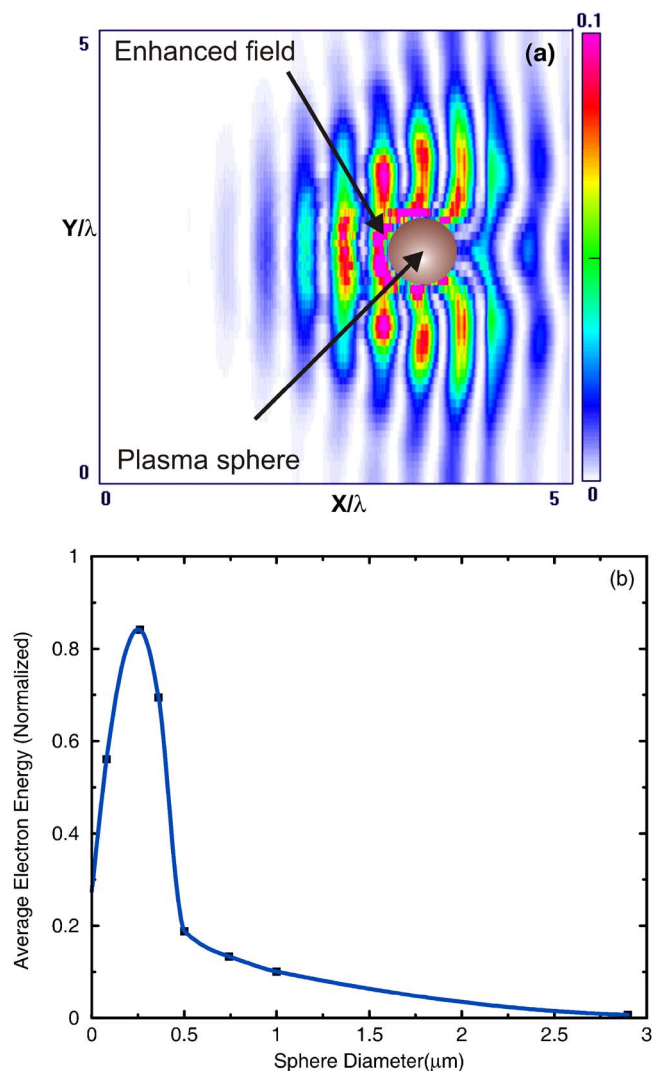 5
Enhanced field
(a)
0.1
Y/λ
Plasma sphere
0
0
X/λ
5
0
(b)
1
0.8
0.6
0.4
0.2
0
Average Electron Energy (Normalized)
0 0.5 1 1.5 2 2.5 3
Sphere Diameter(μm)